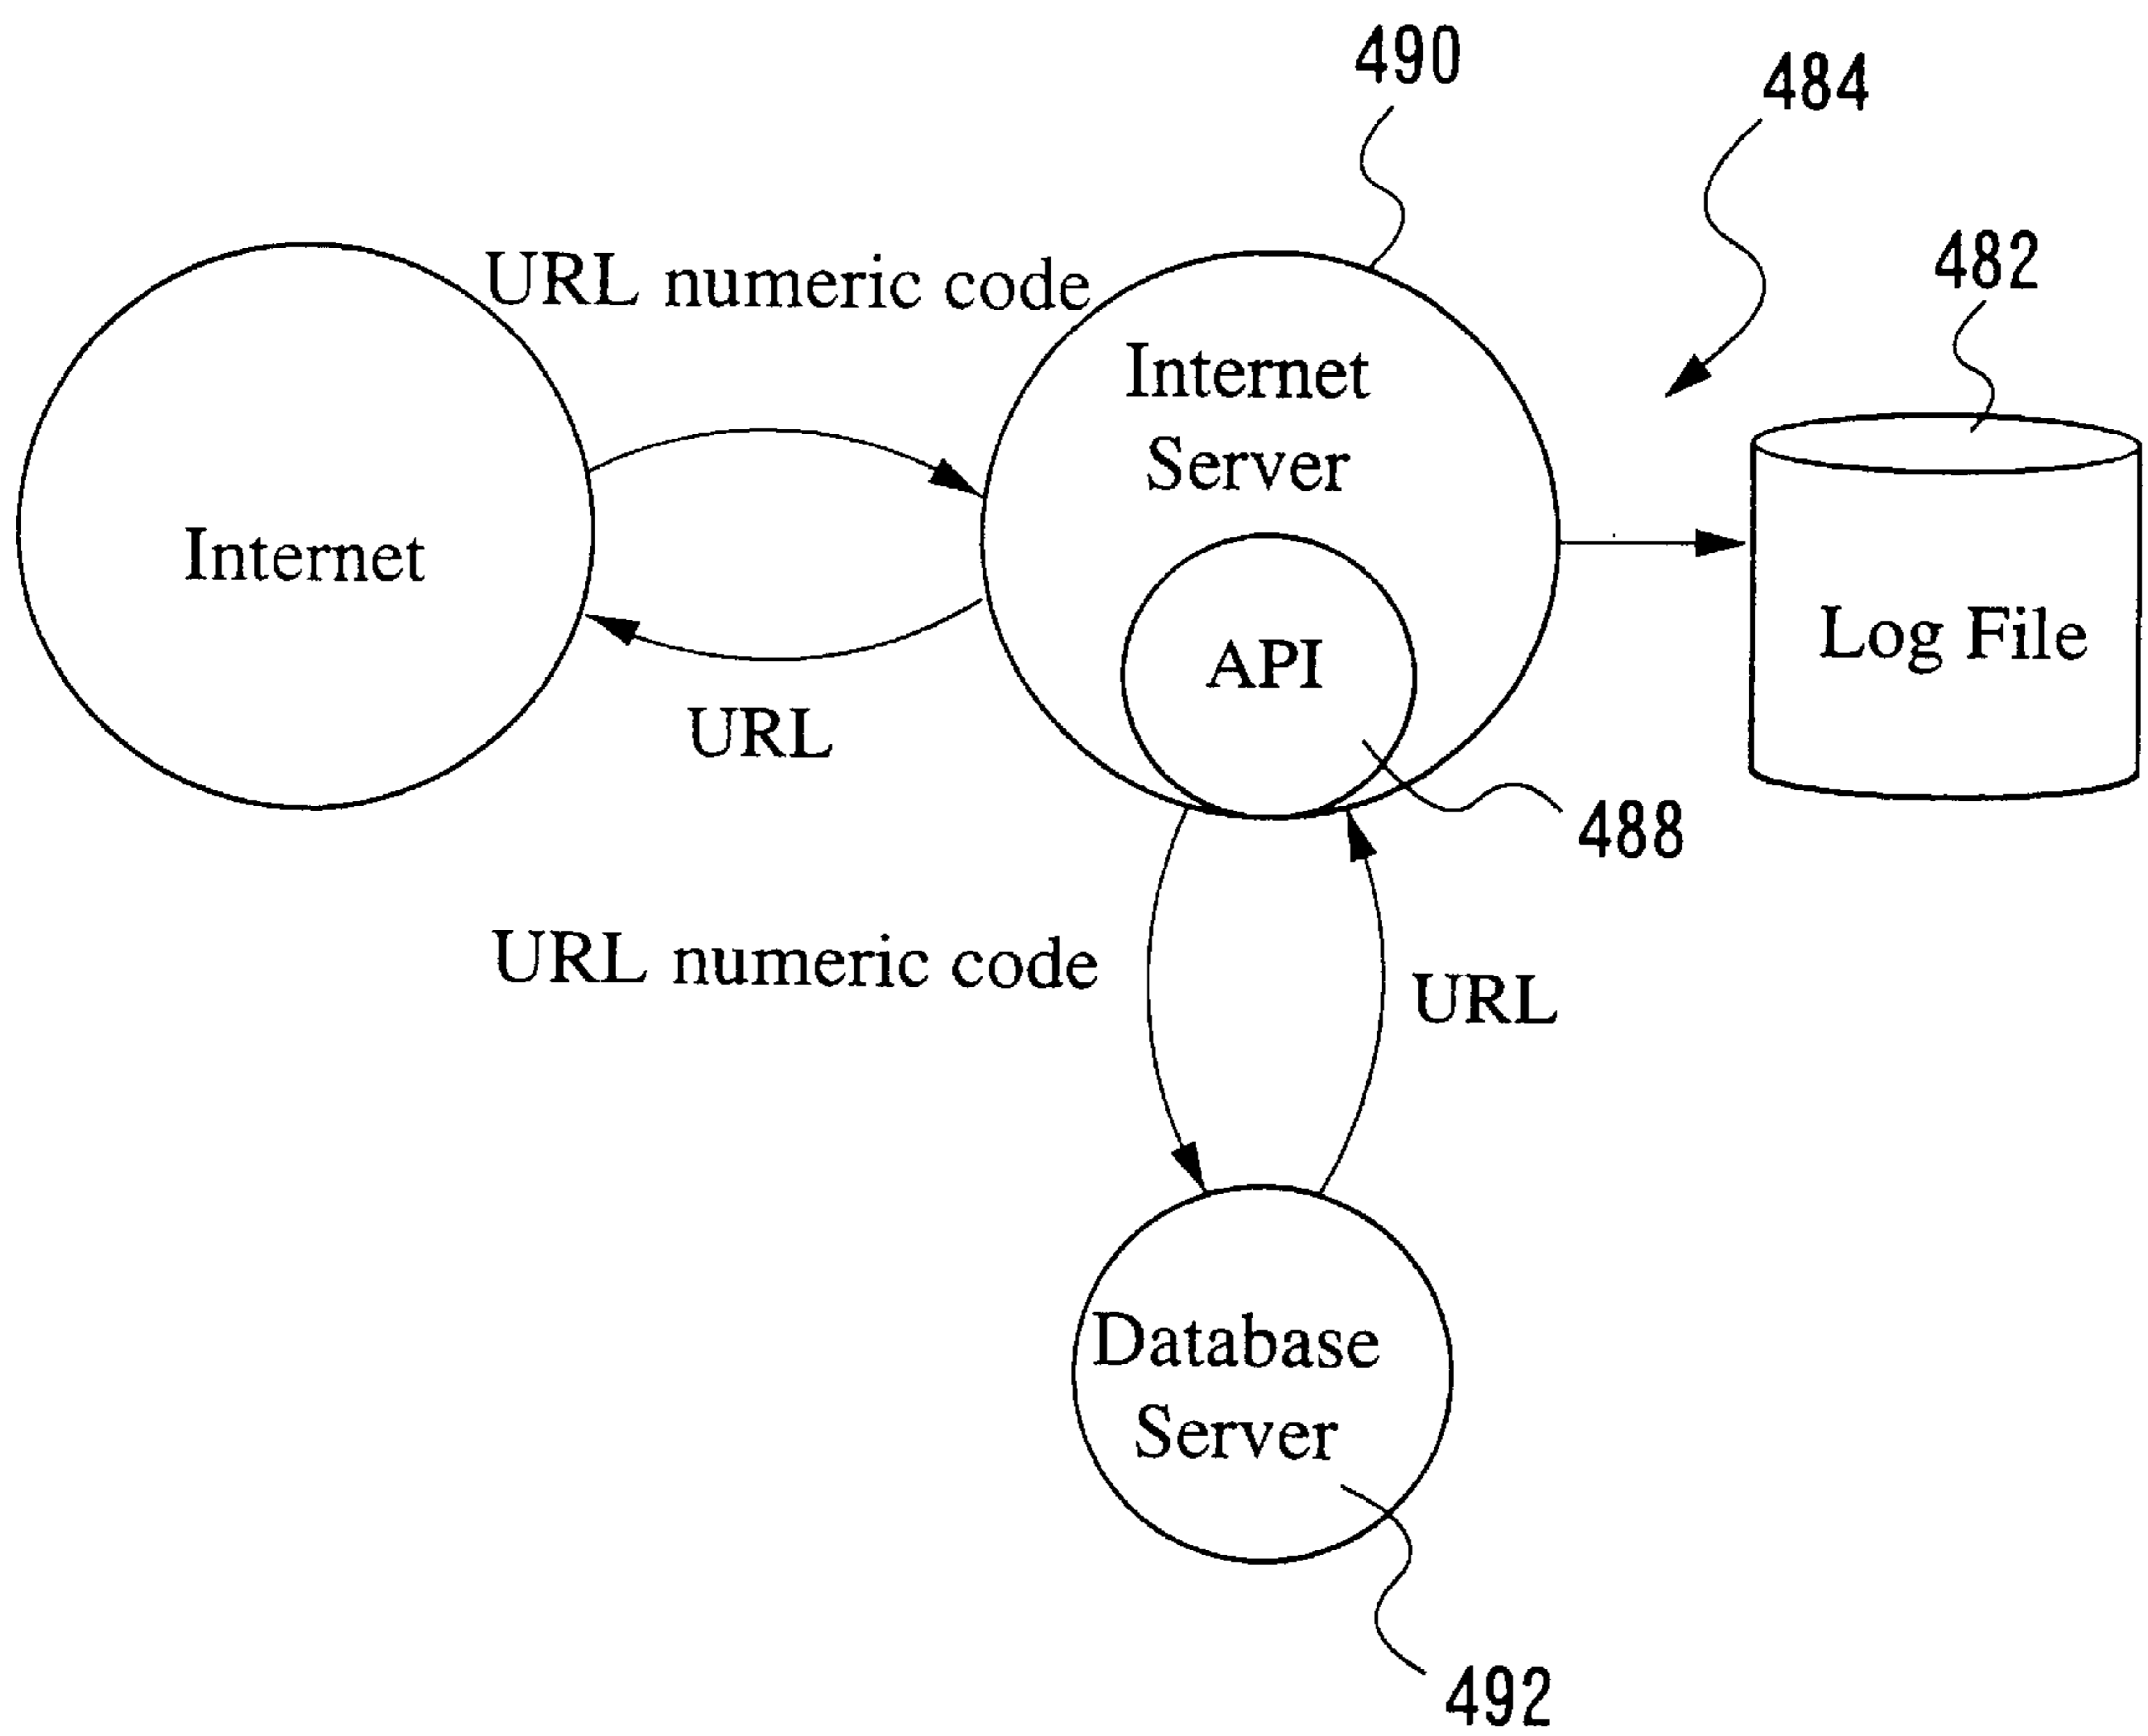 490
484
482
URL numeric code
Internet
Server
Internet
API
Log File
URL
488
URL numeric code
URL
Database
Server
492